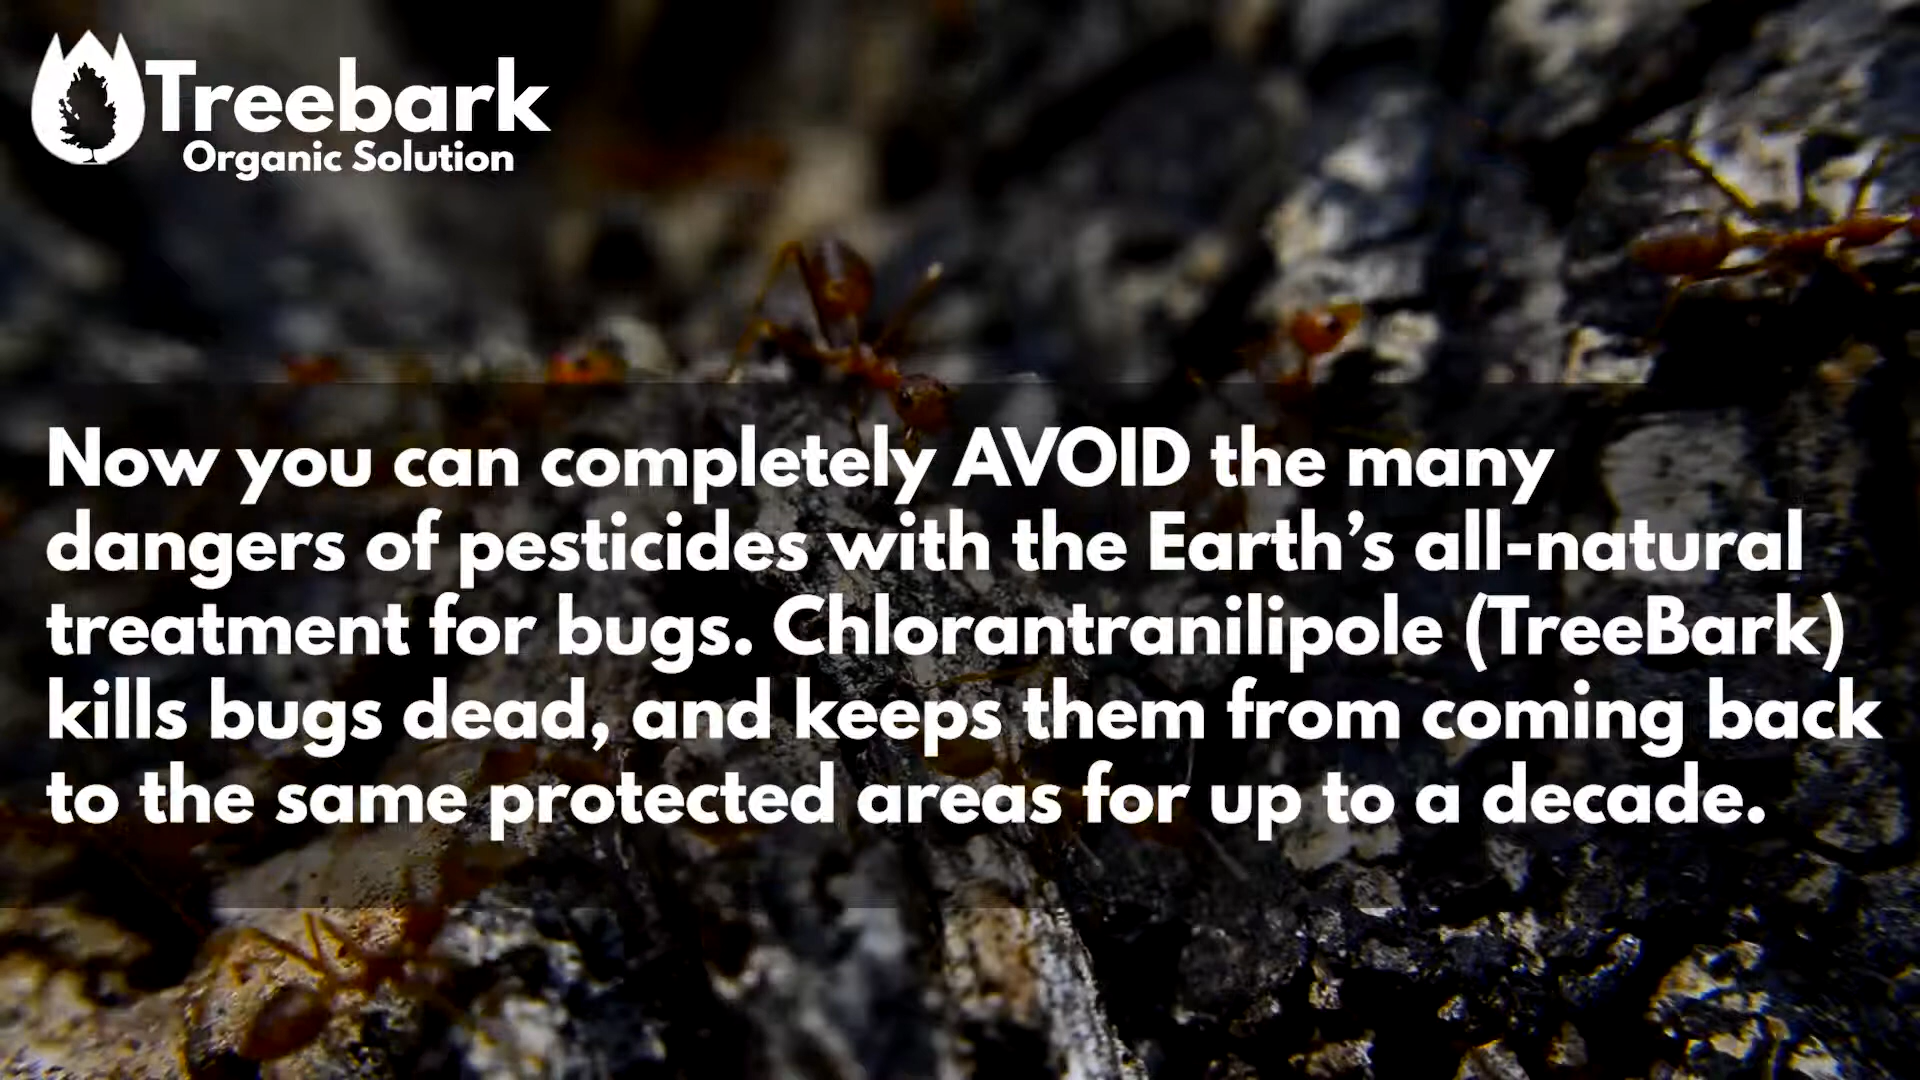 Treebark
Organic Solution
Now you can completely AVOID the many
dangers of pesticides with the Earth’s all-natural
treatment for bugs. Chlorantranilipole (TreeBark)
kills bugs dead, and keeps them from coming back
to the same protected areas for up to a decade.